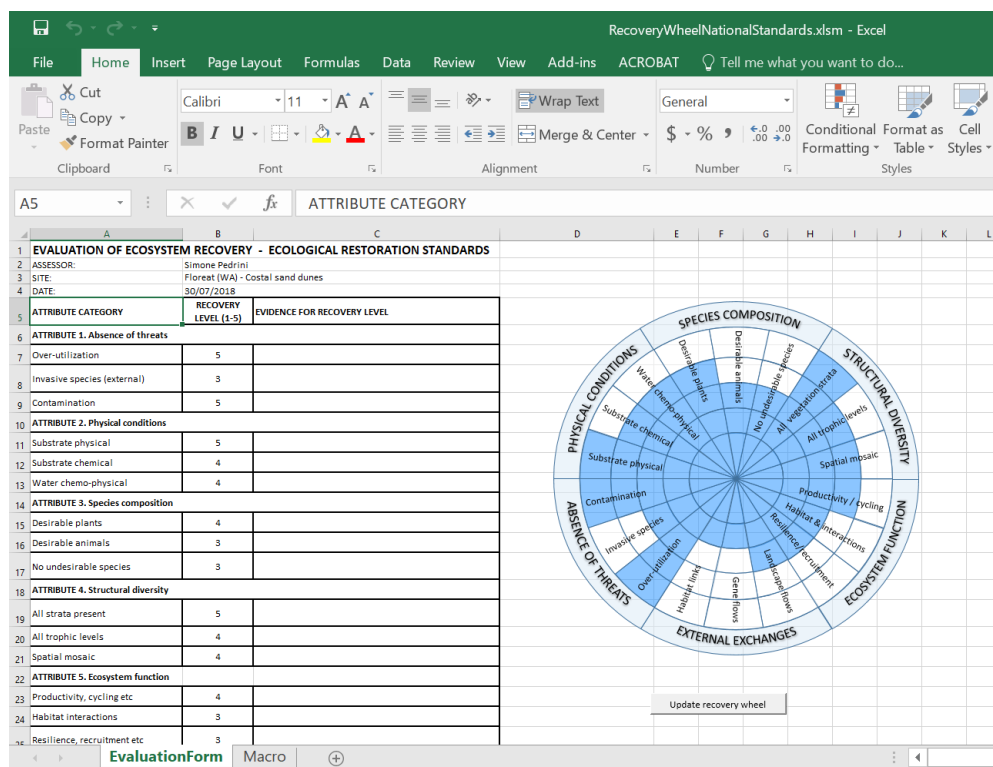 RecoveryWheelNationalStandards.xlsm - Excel
File Home Insert Page Layout Formulas Data Review View Add-ins ACROBAT Tell me what you want to do...
Cut
Copy
Format Painter
Paste
Calibri 11 A A
B I U A
Wrap Text
Merge & Center
General
$ % ,
Conditional Formatting
Format as Table
Cell Styles
Clipboard Font Alignment Number Styles
A5 fx ATTRIBUTE CATEGORY
A B C D E F G H I J K L
1 EVALUATION OF ECOSYSTEM RECOVERY - ECOLOGICAL RESTORATION STANDARDS
2 ASSESSOR: Simone Pedrini
3 SITE: Floreat (WA) - Costal sand dunes
4 DATE: 30/07/2018
5 ATTRIBUTE CATEGORY RECOVERY LEVEL (1-5) EVIDENCE FOR RECOVERY LEVEL
6 ATTRIBUTE 1. Absence of threats
7 Over-utilization 5
8 Invasive species (external) 3
9 Contamination 5
10 ATTRIBUTE 2. Physical conditions
11 Substrate physical 5
12 Substrate chemical 4
13 Water chemo-physical 4
14 ATTRIBUTE 3. Species composition
15 Desirable plants 4
16 Desirable animals 3
17 No undesirable species 3
18 ATTRIBUTE 4. Structural diversity
19 All strata present 5
20 All trophic levels 4
21 Spatial mosaic 4
22 ATTRIBUTE 5. Ecosystem function
23 Productivity, cycling etc 4
24 Habitat interactions 3
Resilience, recruitment etc 3
SPECIES COMPOSITION
STRUCTURAL DIVERSITY
ECOSYSTEM FUNCTION
EXTERNAL EXCHANGES
ABSENCE OF THREATS
PHYSICAL CONDITIONS
Desirable plants
Desirable animals
No undesirable species
All vegetation strata
All trophic levels
Spatial mosaic
Productivity / cycling
Habitat & interactions
Resilience/ recruitment
Landscape flows
Gene flows
Habitat links
Over-utilization
Invasive species
Contamination
Substrate physical
Substrate chemical
Water chemo-physical
Update recovery wheel
EvaluationForm Macro